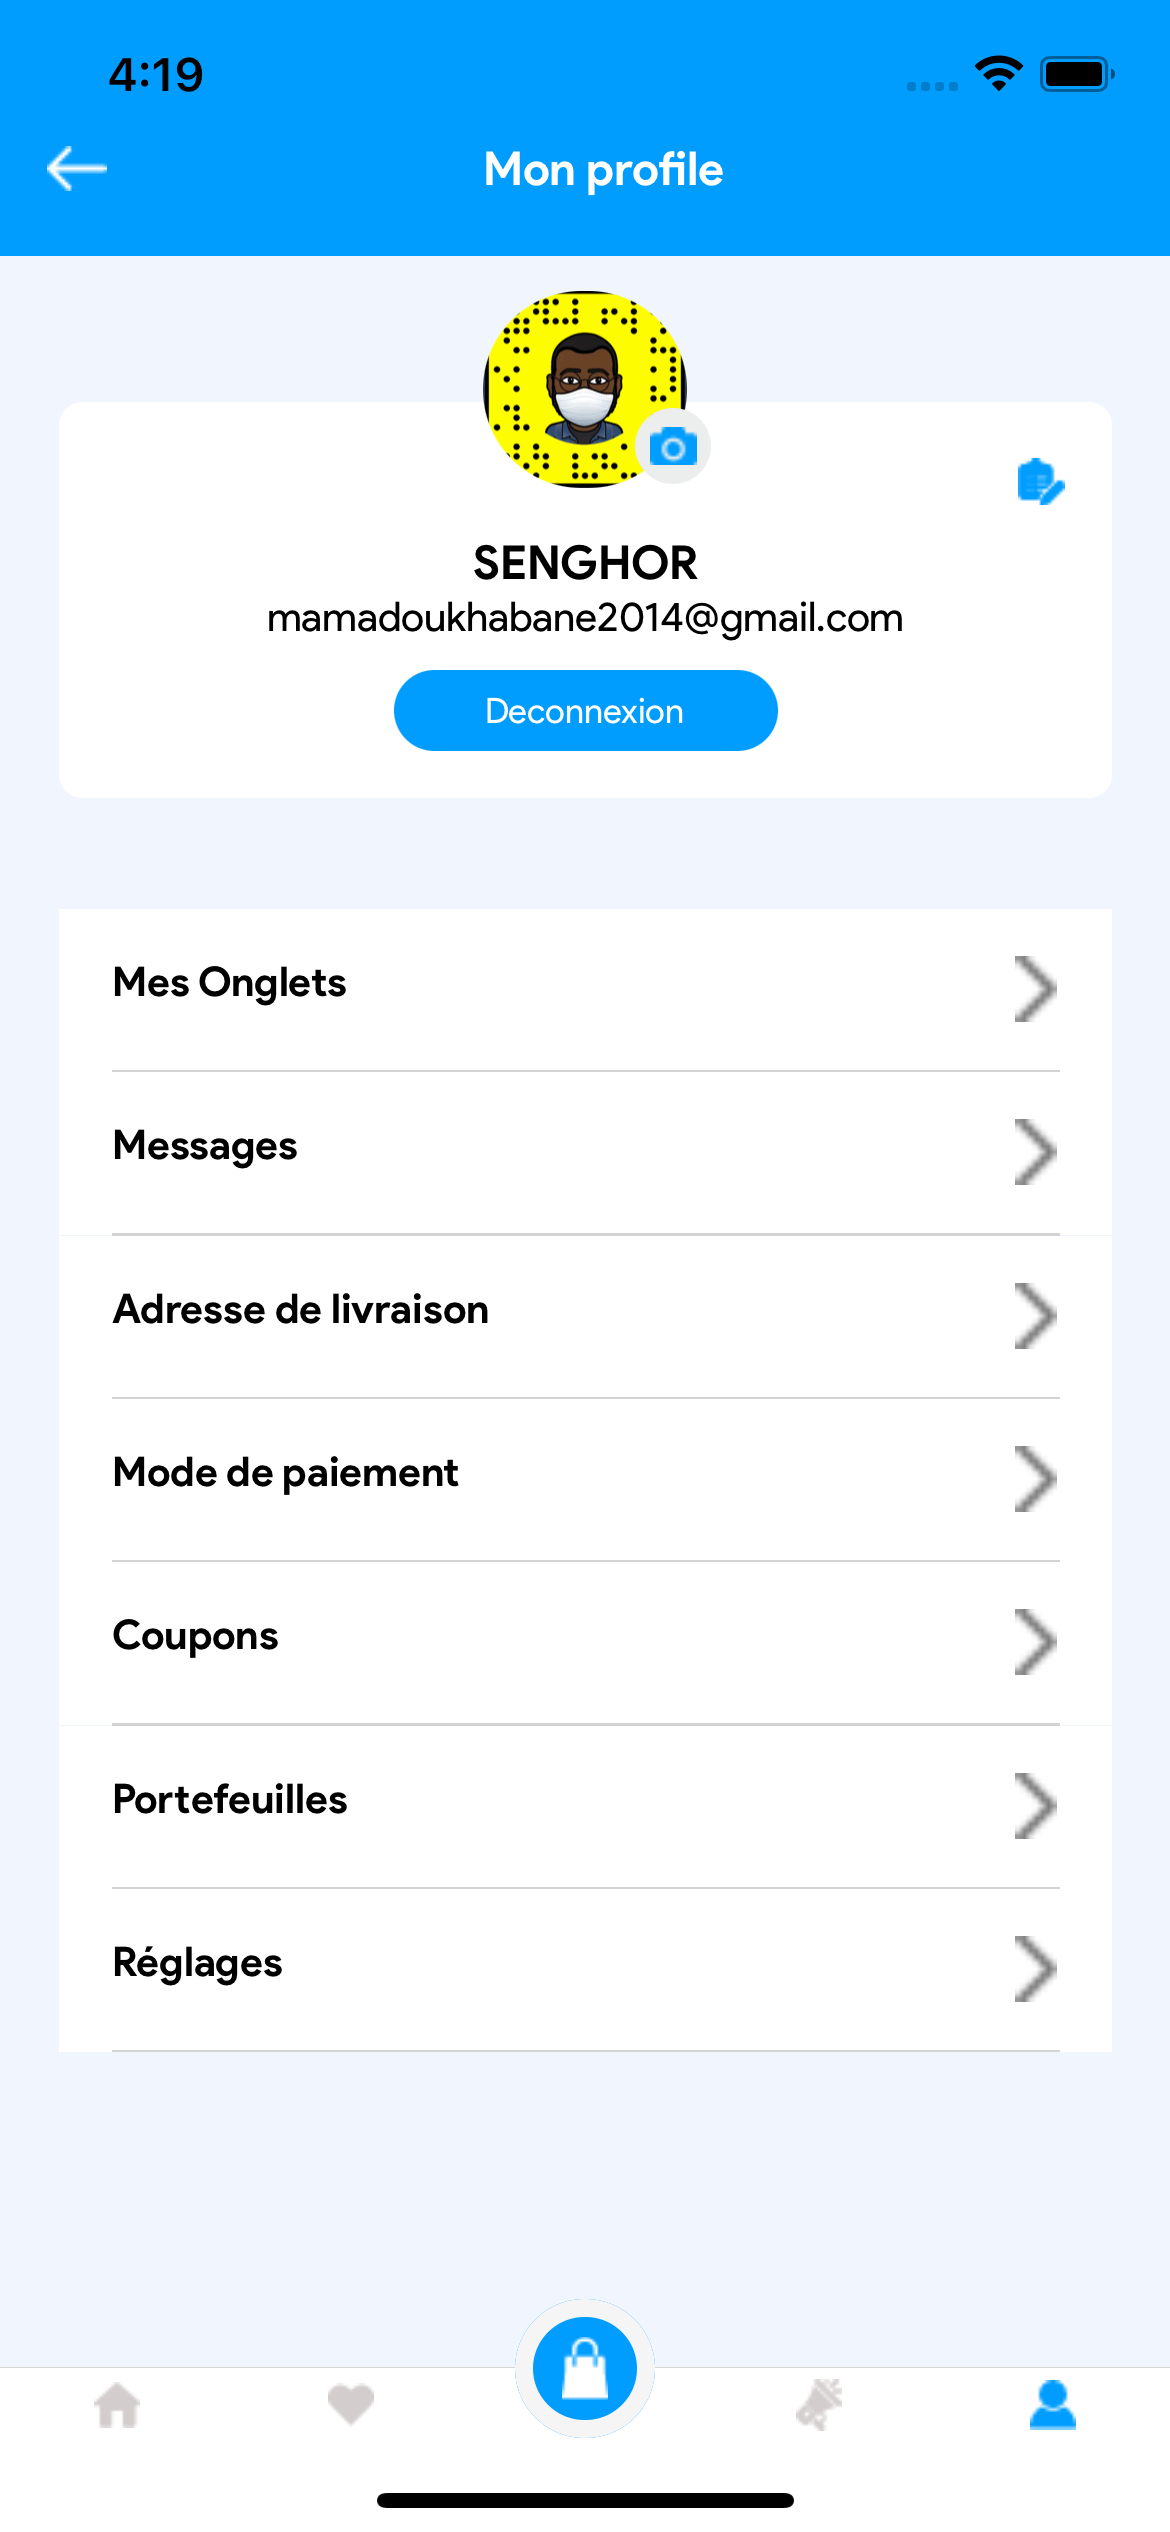 4:19
Mon profile
SENGHOR
mamadoukhabane2014@gmail.com
Deconnexion
Mes Onglets
Messages
Adresse de livraison
Mode de paiement
Coupons
Portefeuilles
Réglages